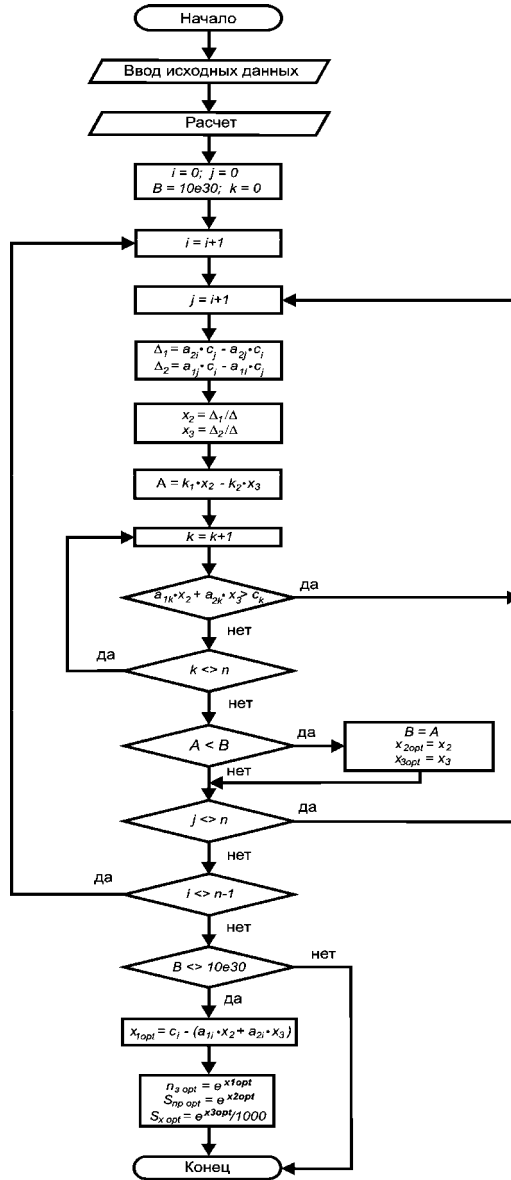 Начало
Ввод исходных данных
Расчет
i = 0; j = 0
B = 10e30; k = 0
i = i+1
j = i+1
Δ₁ = a₂ᵢ•cⱼ - a₂ⱼ•cᵢ
Δ₂ = a₁ⱼ•cᵢ - a₁ᵢ•cⱼ
x₂ = Δ₁/Δ
x₃ = Δ₂/Δ
A = k₁•x₂ - k₂•x₃
k = k+1
a₁ₖ•x₂ + a₂ₖ•x₃> cₖ
да
нет
k <> n
да
нет
A < B
да
B = A
x₂opt = x₂
x₃opt = x₃
нет
j <> n
да
нет
i <> n-1
да
нет
B <> 10e30
нет
да
x₁opt = cᵢ - (a₁ᵢ•x₂ + a₂ᵢ•x₃)
nз opt = e^x1opt
Sпр opt = e^x2opt
Sx opt = e^x3opt/1000
Конец